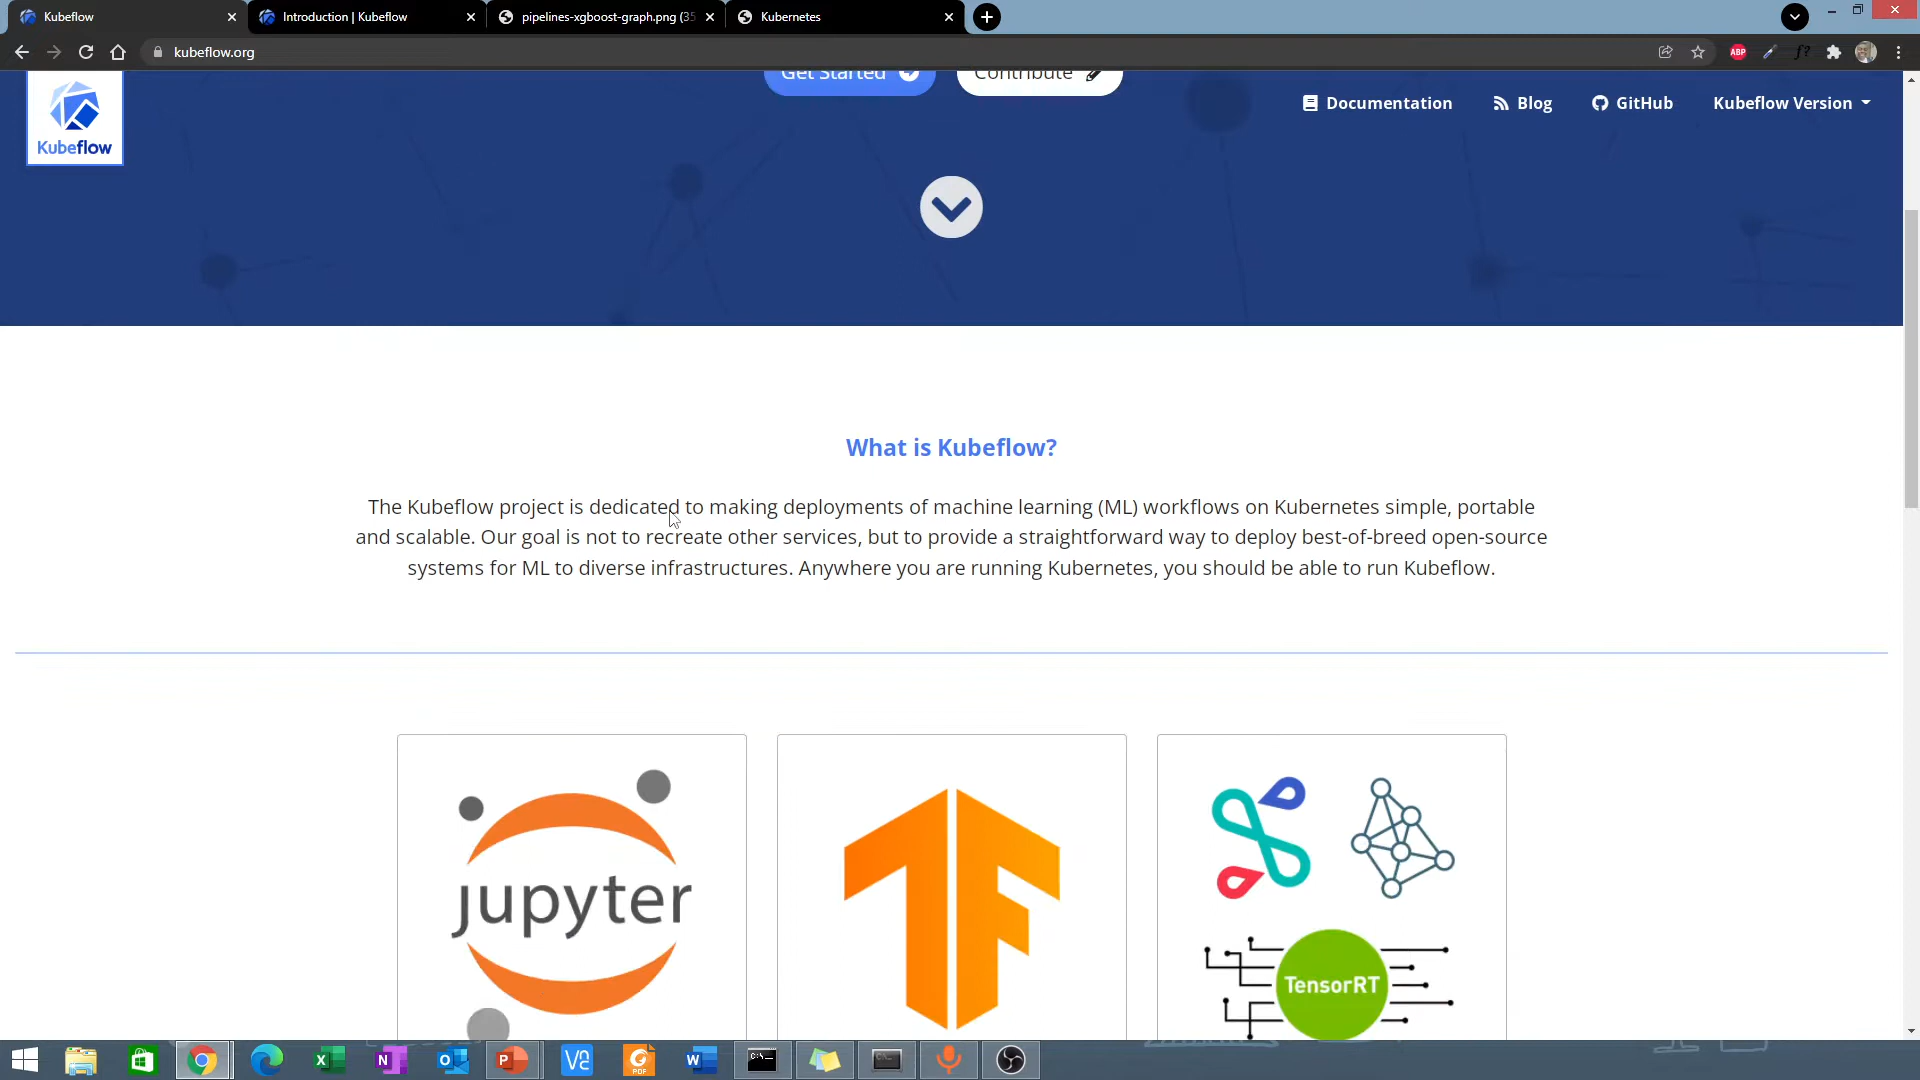 Kubeflow
Introduction | Kubeflow
pipelines-xgboost-graph.png (35
Kubernetes
kubeflow.org
ABP
f?
Get Started
Contribute
Kubeflow
Documentation
Blog
GitHub
Kubeflow Version
What is Kubeflow?
The Kubeflow project is dedicated to making deployments of machine learning (ML) workflows on Kubernetes simple, portable
and scalable. Our goal is not to recreate other services, but to provide a straightforward way to deploy best-of-breed open-source
systems for ML to diverse infrastructures. Anywhere you are running Kubernetes, you should be able to run Kubeflow.
jupyter
TensorRT